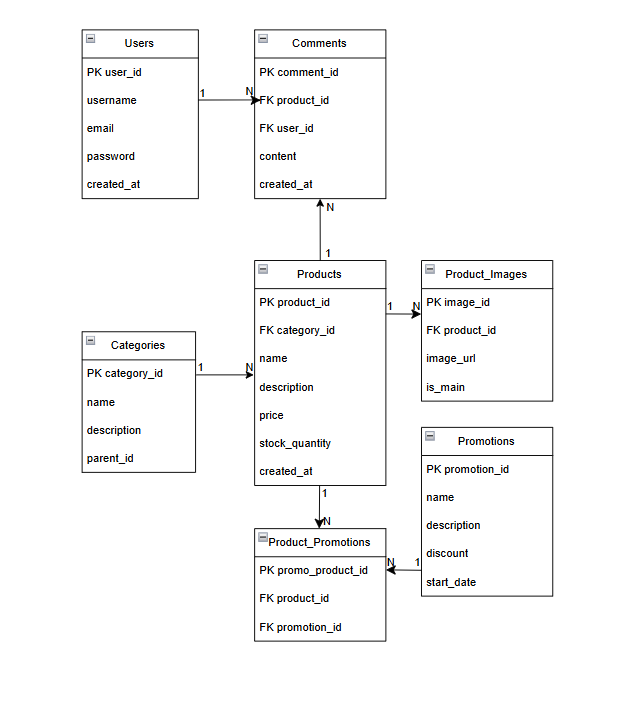 Users
PK user_id
username
email
password
created_at
1
N
Comments
PK comment_id
FK product_id
FK user_id
content
created_at
N
1
Products
PK product_id
FK category_id
name
description
price
stock_quantity
created_at
1
N
Product_Images
PK image_id
FK product_id
image_url
is_main
Categories
PK category_id
name
description
parent_id
1
N
Promotions
PK promotion_id
name
description
discount
start_date
1
N
Product_Promotions
PK promo_product_id
FK product_id
FK promotion_id
N
1